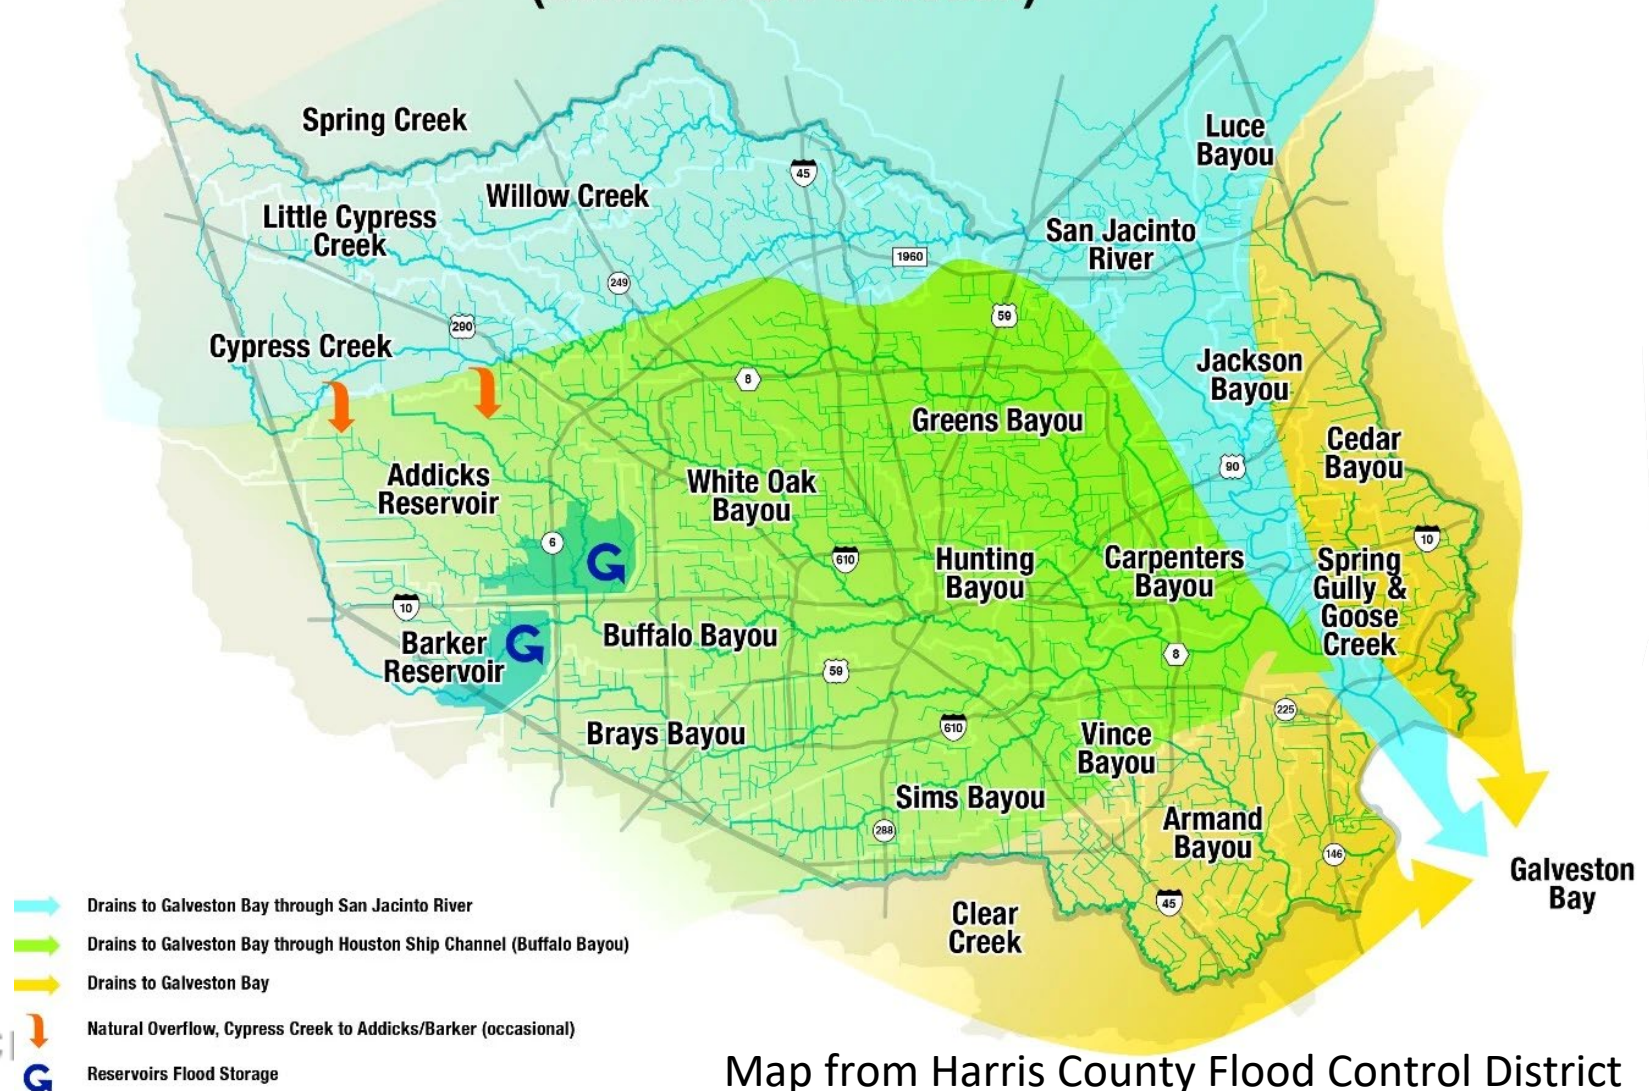 Spring Creek
Luce
Bayou
45
Willow Creek
Little Cypress
Creek
San Jacinto
River
1960
249
59
290
Cypress Creek
Jackson
Bayou
8
Greens Bayou
Cedar
Bayou
90
Addicks
Reservoir
White Oak
Bayou
6
10
610
Hunting
Bayou
Carpenters
Bayou
Spring
Gully &
Goose
Creek
10
Barker
Reservoir
Buffalo Bayou
8
59
225
Brays Bayou
610
Vince
Bayou
Sims Bayou
288
Armand
Bayou
146
Galveston
Bay
45
Clear
Creek
Drains to Galveston Bay through San Jacinto River
Drains to Galveston Bay through Houston Ship Channel (Buffalo Bayou)
Drains to Galveston Bay
Natural Overflow, Cypress Creek to Addicks/Barker (occasional)
Reservoirs Flood Storage
Map from Harris County Flood Control District